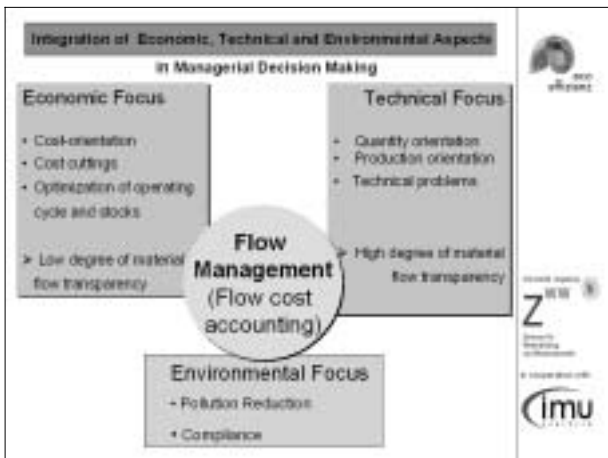 Integration of Economic, Technical and Environmental Aspects
in Managerial Decision Making
Economic Focus
• Cost-orientation
• Cost cuttings
• Optimization of operating
cycle and stocks
➤ Low degree of material
flow transparency
Technical Focus
• Quantity orientation
• Production orientation
• Technical problems
➤ High degree of material
flow transparency
Flow
Management
(Flow cost
accounting)
Environmental Focus
• Pollution Reduction
• Compliance
eco
efficient
Z WW
in cooperation with
imu